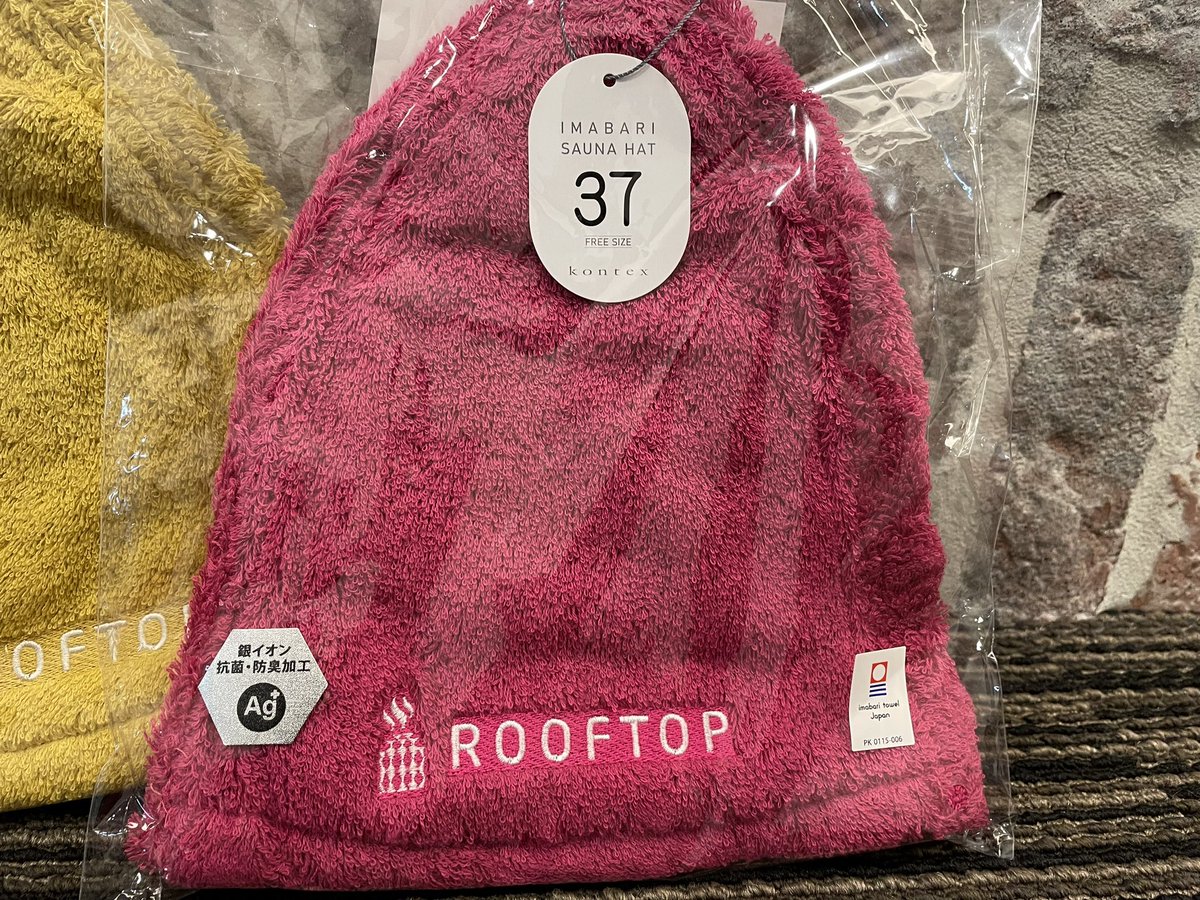 IMABARI
SAUNA HAT
37
FREE SIZE
kontex
OOFTO
銀イオン
抗菌・防臭加工
Ag+
ROOFTOP
imabari towel
Japan
PK 0115-006